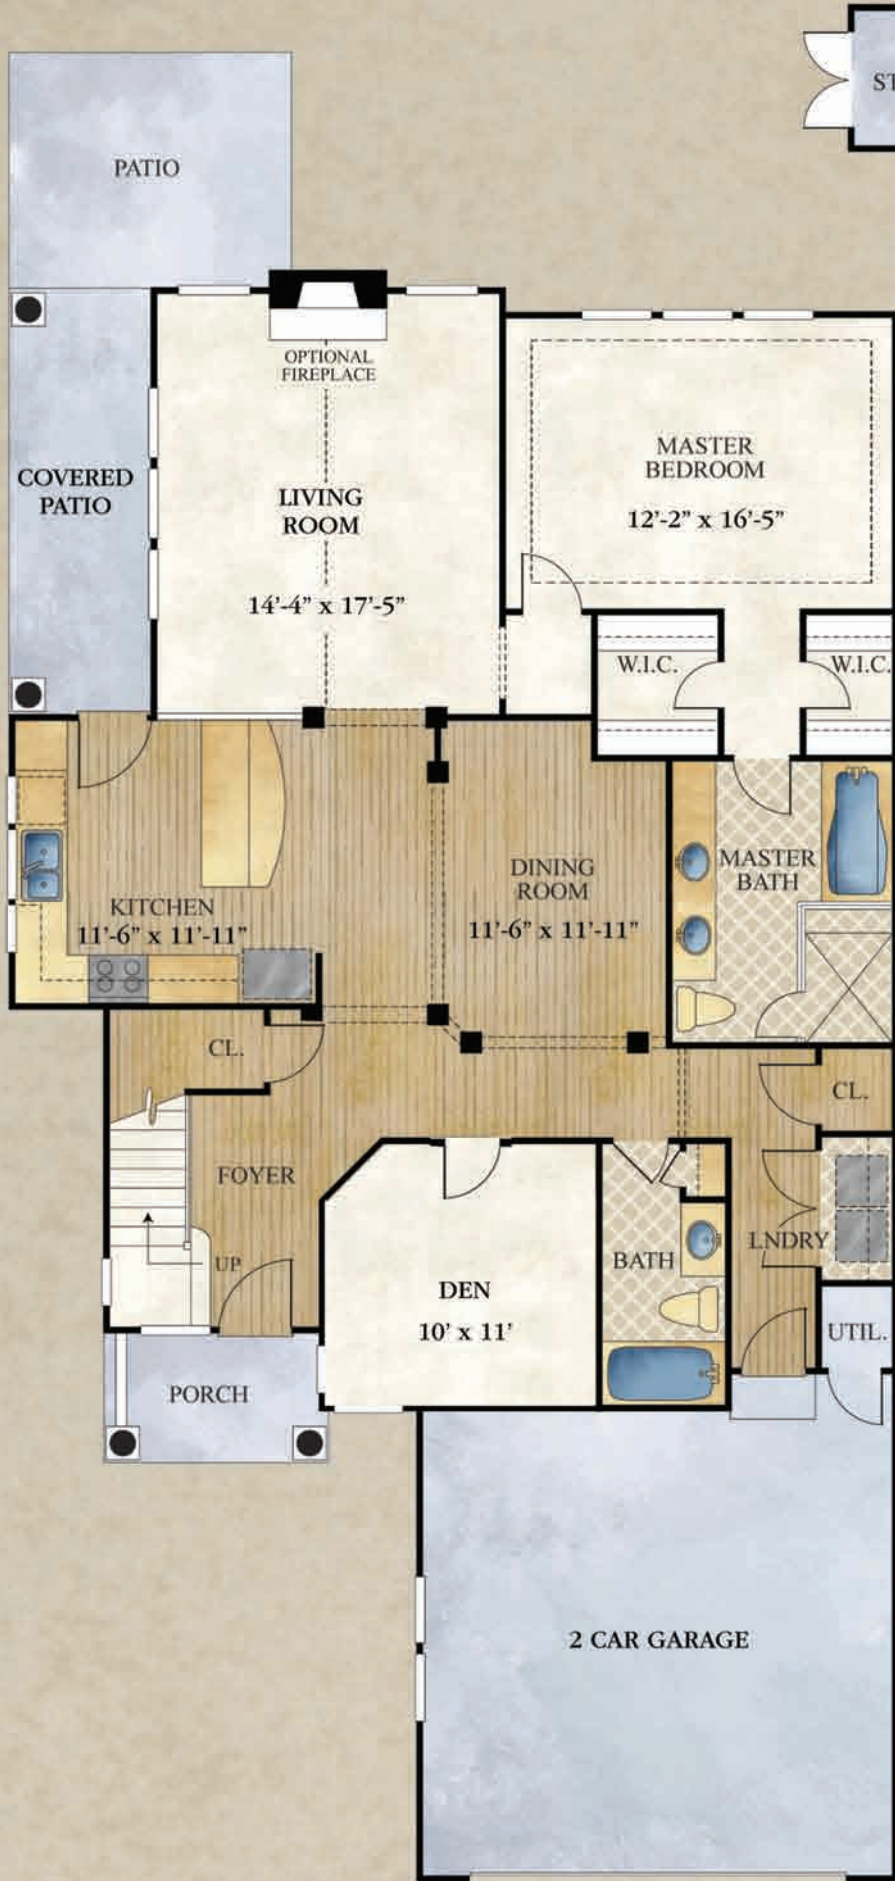 ST
PATIO
OPTIONAL
FIREPLACE
COVERED
PATIO
LIVING
ROOM
14'-4" x 17'-5"
MASTER
BEDROOM
12'-2" x 16'-5"
W.I.C.
W.I.C.
KITCHEN
11'-6" x 11'-11"
DINING
ROOM
11'-6" x 11'-11"
MASTER
BATH
CL.
CL.
FOYER
UP
DEN
10' x 11'
BATH
LNDRY
UTIL.
PORCH
2 CAR GARAGE